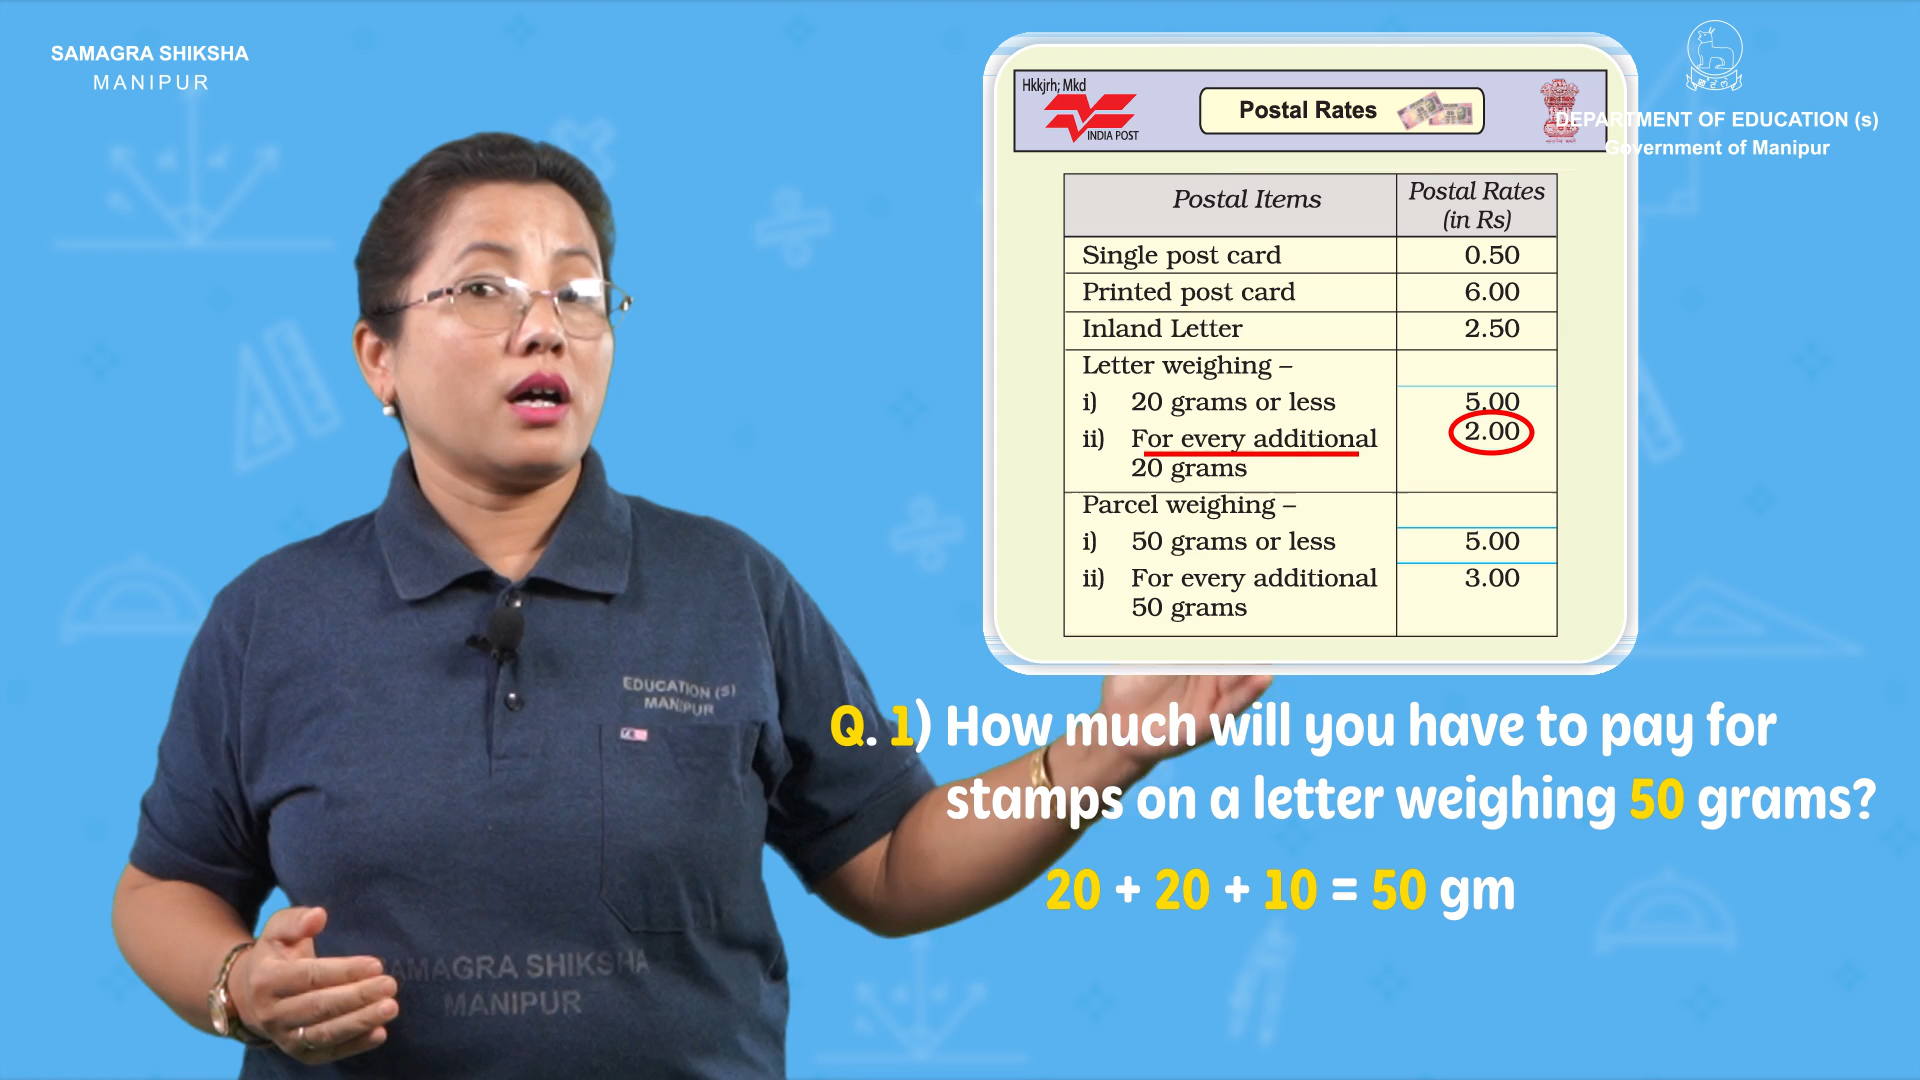 SAMAGRA SHIKSHA
MANIPUR
Hkkjrh; Mkd
INDIA POST
Postal Rates
DEPARTMENT OF EDUCATION (s)
Government of Manipur
Postal Items Postal Rates (in Rs)
Single post card 0.50
Printed post card 6.00
Inland Letter 2.50
Letter weighing –
i) 20 grams or less 5.00
ii) For every additional 2.00
20 grams
Parcel weighing –
i) 50 grams or less 5.00
ii) For every additional 3.00
50 grams
EDUCATION (S)
MANIPUR
Q. 1) How much will you have to pay for
stamps on a letter weighing 50 grams?
20 + 20 + 10 = 50 gm
SAMAGRA SHIKSHA
MANIPUR